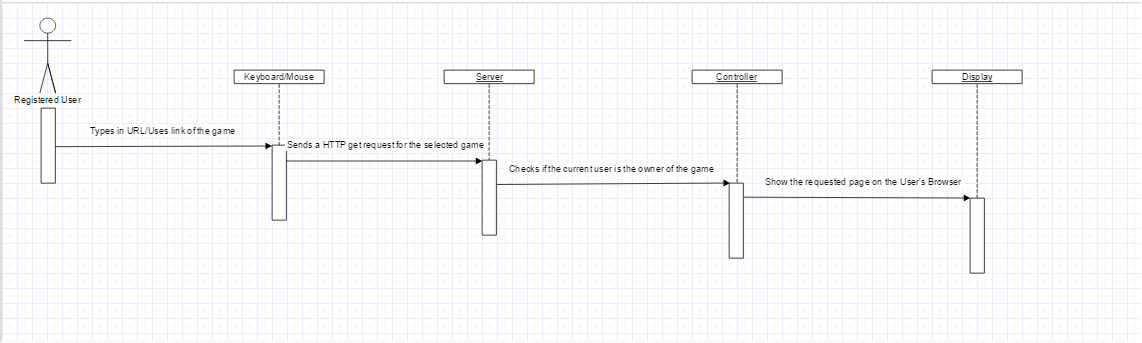 Registered User
Keyboard/Mouse
Server
Controller
Display
Types in URL/Uses link of the game
Sends a HTTP get request for the selected game
Checks if the current user is the owner of the game
Show the requested page on the User's Browser